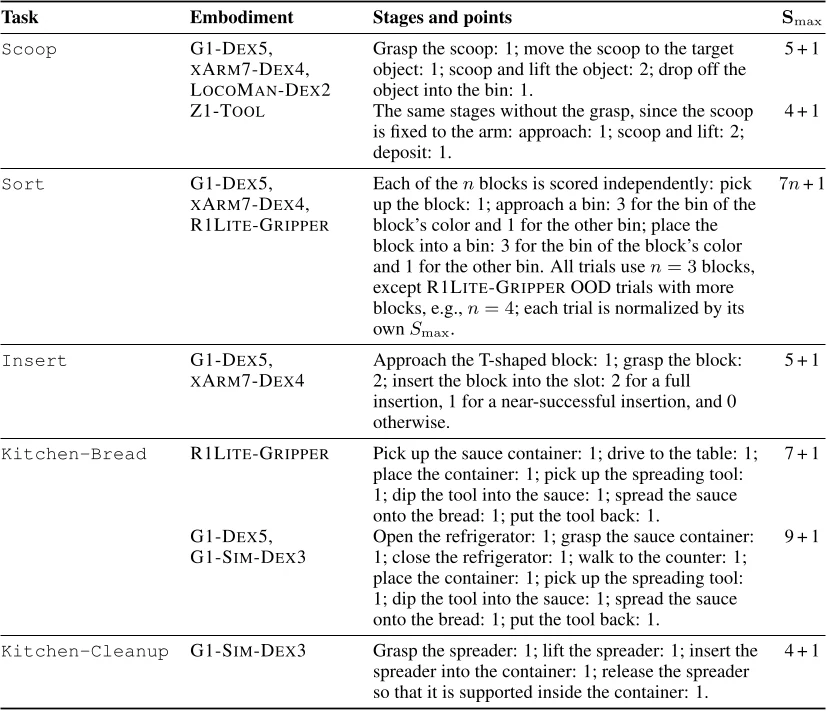 Task Embodiment Stages and points Smax
Scoop G1-DEX5, Grasp the scoop: 1; move the scoop to the target 5 + 1
XARM7-DEX4, object: 1; scoop and lift the object: 2; drop off the
LOCOMAN-DEX2 object into the bin: 1.
Z1-TOOL The same stages without the grasp, since the scoop 4 + 1
is fixed to the arm: approach: 1; scoop and lift: 2;
deposit: 1.
Sort G1-DEX5, Each of the n blocks is scored independently: pick 7n + 1
XARM7-DEX4, up the block: 1; approach a bin: 3 for the bin of the
R1LITE-GRIPPER block's color and 1 for the other bin; place the
block into a bin: 3 for the bin of the block's color
and 1 for the other bin. All trials use n = 3 blocks,
except R1LITE-GRIPPER OOD trials with more
blocks, e.g., n = 4; each trial is normalized by its
own Smax.
Insert G1-DEX5, Approach the T-shaped block: 1; grasp the block: 5 + 1
XARM7-DEX4 2; insert the block into the slot: 2 for a full
insertion, 1 for a near-successful insertion, and 0
otherwise.
Kitchen-Bread R1LITE-GRIPPER Pick up the sauce container: 1; drive to the table: 1; 7 + 1
place the container: 1; pick up the spreading tool:
1; dip the tool into the sauce: 1; spread the sauce
onto the bread: 1; put the tool back: 1.
G1-DEX5, Open the refrigerator: 1; grasp the sauce container: 9 + 1
G1-SIM-DEX3 1; close the refrigerator: 1; walk to the counter: 1;
place the container: 1; pick up the spreading tool:
1; dip the tool into the sauce: 1; spread the sauce
onto the bread: 1; put the tool back: 1.
Kitchen-Cleanup G1-SIM-DEX3 Grasp the spreader: 1; lift the spreader: 1; insert the 4 + 1
spreader into the container: 1; release the spreader
so that it is supported inside the container: 1.